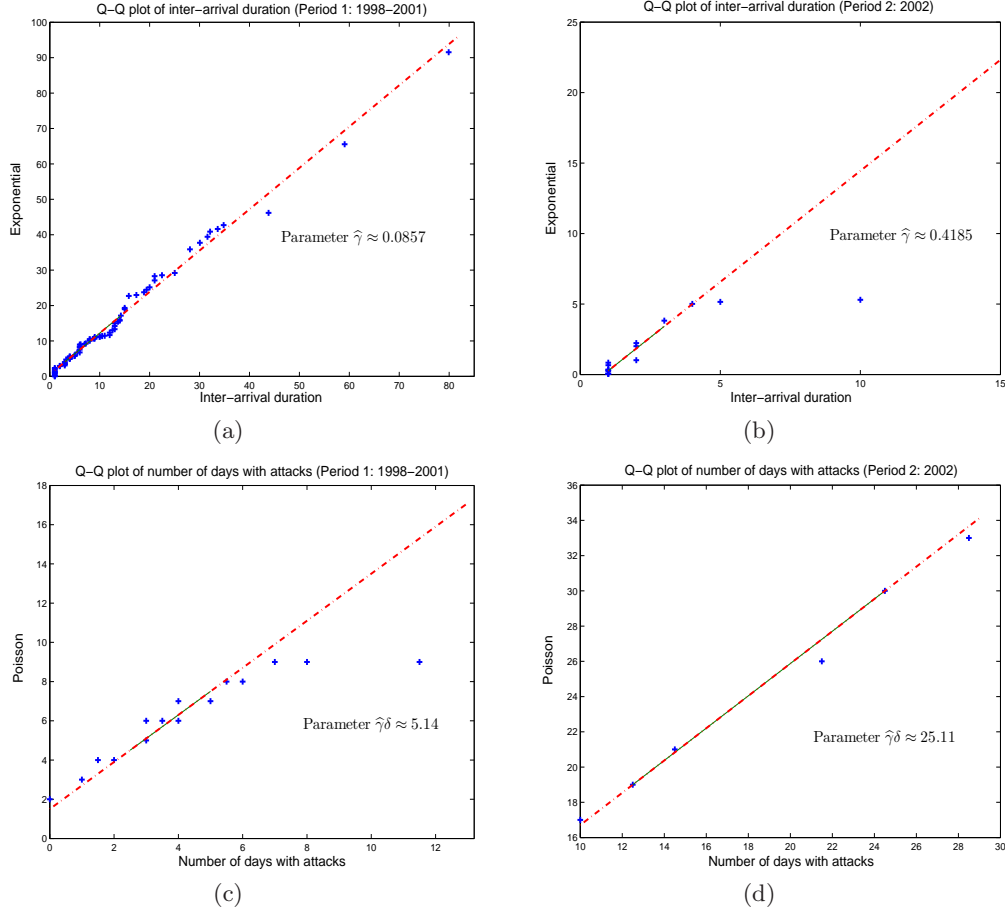 Q−Q plot of inter−arrival duration (Period 1: 1998−2001)
100
90
80
70
60
50
40
30
20
10
0
Exponential
Parameter γ̂ ≈ 0.0857
0 10 20 30 40 50 60 70 80
Inter−arrival duration
(a)
Q−Q plot of inter−arrival duration (Period 2: 2002)
25
20
15
10
5
0
Exponential
Parameter γ̂ ≈ 0.4185
0 5 10 15
Inter−arrival duration
(b)
Q−Q plot of number of days with attacks (Period 1: 1998−2001)
18
16
14
12
10
8
6
4
2
0
Poisson
Parameter γ̂δ ≈ 5.14
0 2 4 6 8 10 12
Number of days with attacks
(c)
Q−Q plot of number of days with attacks (Period 2: 2002)
36
34
32
30
28
26
24
22
20
18
16
Poisson
Parameter γ̂δ ≈ 25.11
10 12 14 16 18 20 22 24 26 28 30
Number of days with attacks
(d)